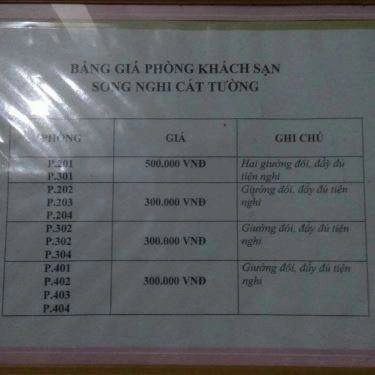 BẢNG GIÁ PHÒNG KHÁCH SẠN
SONG NGHI CÁT TƯỜNG
PHÒNG GIÁ GHI CHÚ
P.201 500.000 VNĐ Hai giường đôi, đầy đủ
P.301 tiện nghi
P.202 Giường đôi, đầy đủ tiện
P.203 300.000 VNĐ nghi
P.204
P.302 Giường đôi, đầy đủ tiện
P.302 300.000 VNĐ nghi
P.304
P.401 Giường đôi, đầy đủ tiện
P.402 300.000 VNĐ nghi
P.403
P.404